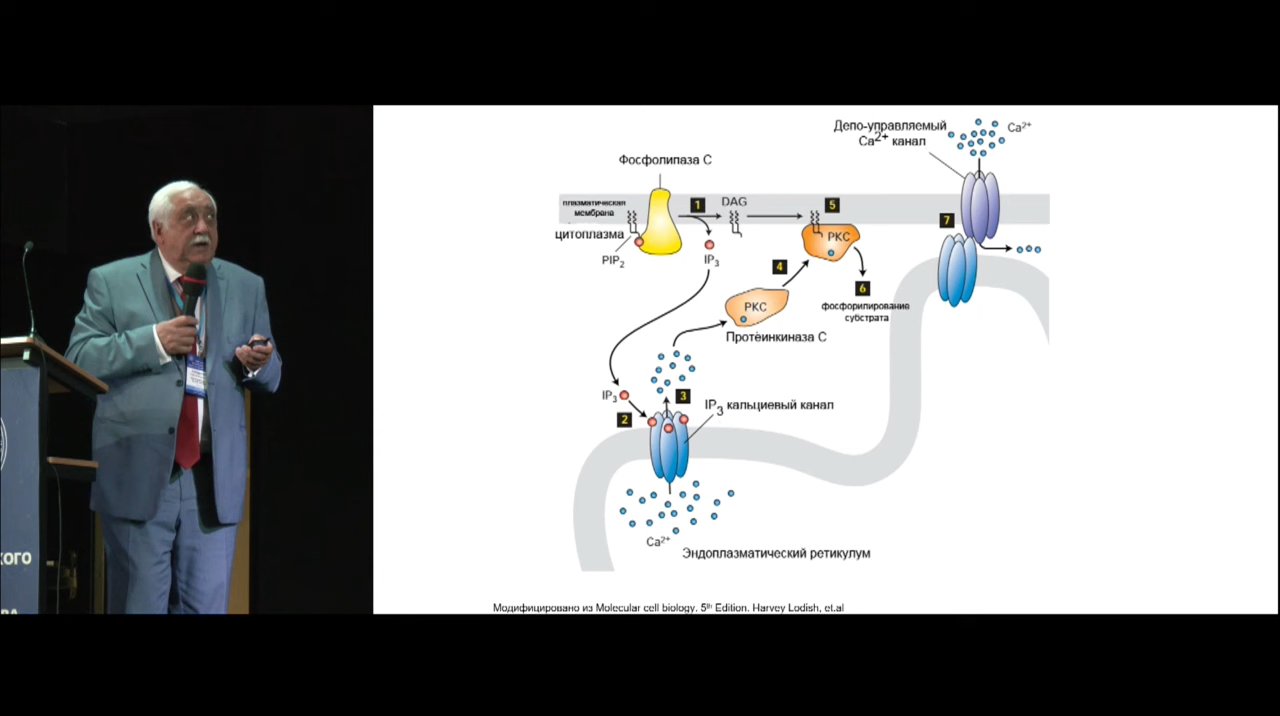 Депо-управляемый
Ca2+ канал
Ca2+
Фосфолипаза С
плазматическая
мембрана
1
DAG
5
цитоплазма
PIP2
IP3
PKC
7
4
6
фосфорилирование
субстрата
PKC
Протеинкиназа С
IP3
3
2
IP3 кальциевый канал
Ca2+
Эндоплазматический ретикулум
Модифицировано из Molecular cell biology. 5th Edition. Harvey Lodish, et.al